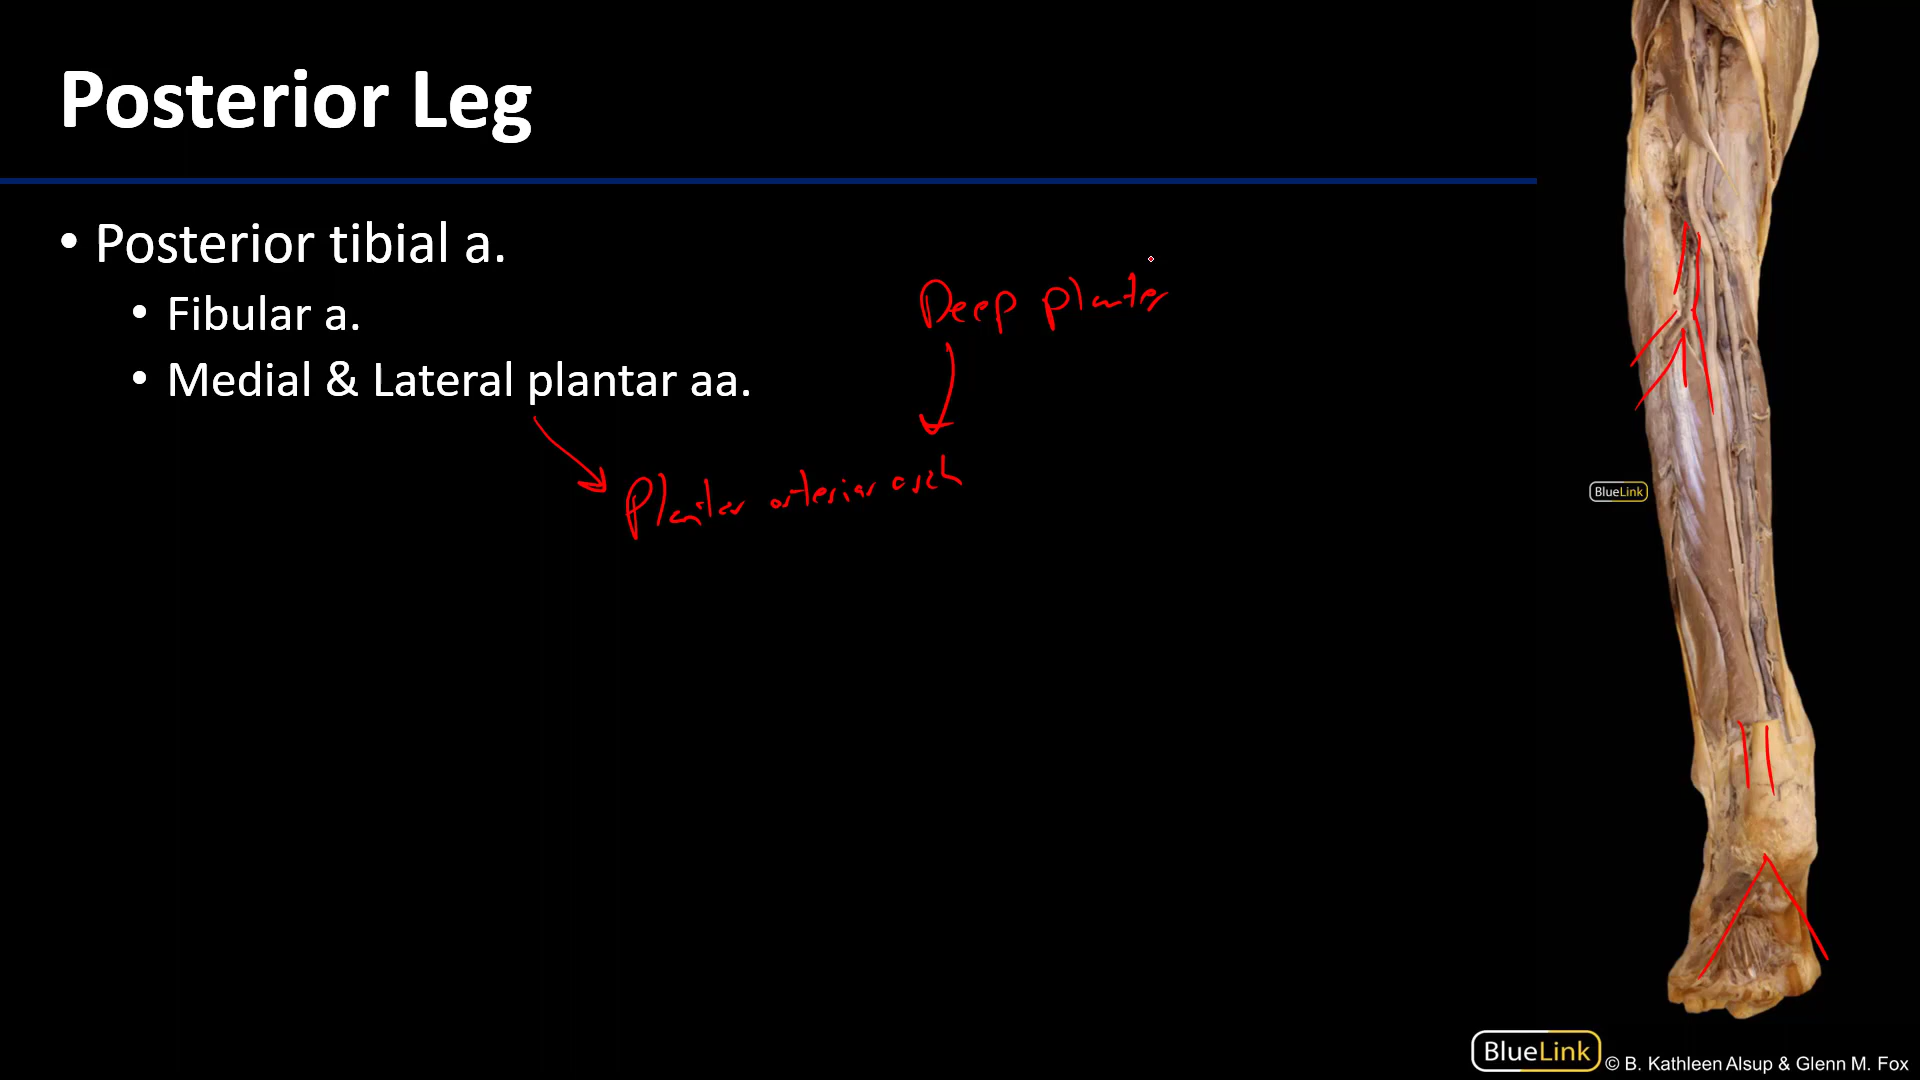 Posterior Leg
• Posterior tibial a.
• Fibular a.
• Medial & Lateral plantar aa.
Deep plantar
Plantar arterial arch
BlueLink
BlueLink
© B. Kathleen Alsup & Glenn M. Fox